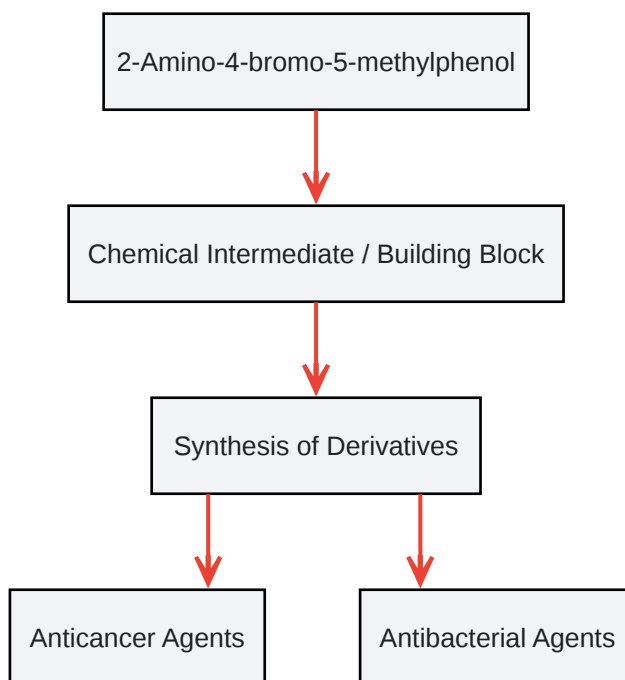 2-Amino-4-bromo-5-methylphenol
Chemical Intermediate / Building Block
Synthesis of Derivatives
Anticancer Agents
Antibacterial Agents